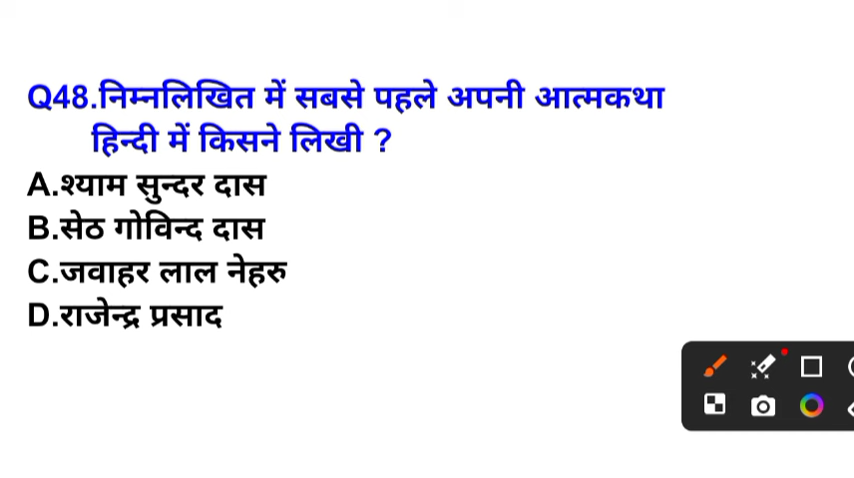 Q48.निम्नलिखित में सबसे पहले अपनी आत्मकथा
हिन्दी में किसने लिखी ?
A.श्याम सुन्दर दास
B.सेठ गोविन्द दास
C.जवाहर लाल नेहरु
D.राजेन्द्र प्रसाद